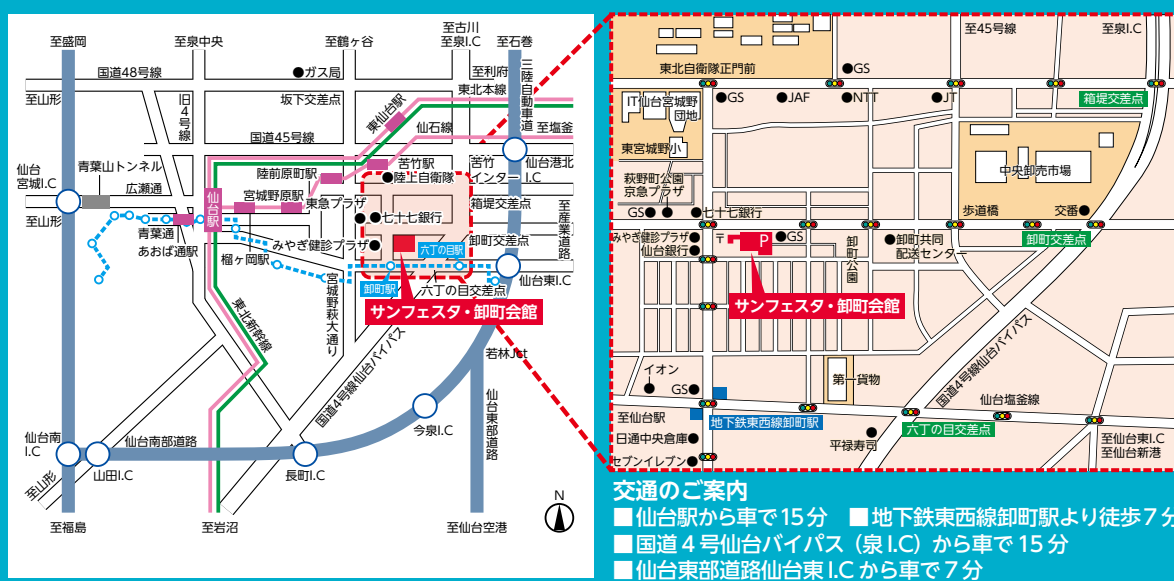 至盛岡
至泉中央
至鶴ヶ谷
至古川
至泉I.C
至石巻
国道48号線
●ガス局
至利府
三陸自動車道
至山形
旧4号線
坂下交差点
東北本線
東仙台駅
国道45号線
仙石線
至塩釜
仙台宮城I.C
青葉山トンネル
広瀬通
陸前原町駅
苦竹駅
●陸上自衛隊
苦竹インター
仙台港北I.C
至山形
仙台駅
宮城野原駅
東急プラザ
箱堤交差点
●●七十七銀行
青葉通
あおば通駅
榴ヶ岡駅
みやぎ健診プラザ●
六丁の目駅
卸町交差点
至産業道路
卸町駅
六丁の目交差点
仙台東I.C
宮城野萩大通り
サンフェスタ・卸町会館
東北新幹線
国道4号線仙台バイパス
若林Jct
仙台東部道路
今泉I.C
仙台南I.C
仙台南部道路
至山形
山田I.C
長町I.C
N
至福島
至岩沼
至仙台空港
至45号線
至泉I.C
東北自衛隊正門前
●GS
IT仙台宮城野団地
●GS
●JAF
●NTT
●JT
箱堤交差点
東宮城野小
中央卸売市場
萩野町公園
京急プラザ
GS●
●七十七銀行
歩道橋
交番●
みやぎ健診プラザ●
〒
P
●GS
卸町公園
●卸町共同配送センター
卸町交差点
仙台銀行●
サンフェスタ・卸町会館
国道4号線仙台バイパス
イオン
GS●
第一貨物
仙台塩釜線
至仙台駅
地下鉄東西線卸町駅
六丁の目交差点
日通中央倉庫●
平禄寿司
至仙台東I.C
至仙台新港
セブンイレブン●
交通のご案内
■仙台駅から車で15分 ■地下鉄東西線卸町駅より徒歩7分
■国道4号仙台バイパス（泉I.C）から車で15分
■仙台東部道路仙台東I.Cから車で7分